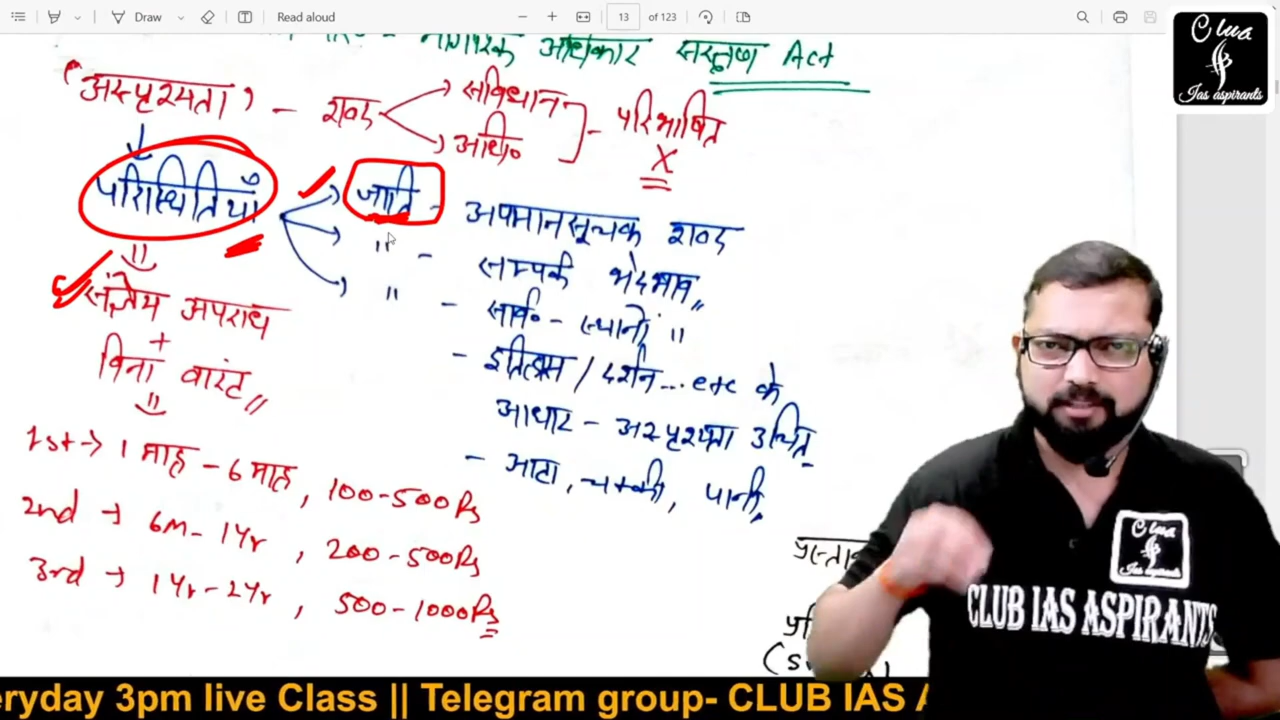 Draw
Read aloud
13 of 123
नागरिक अधिकार संरक्षण Act
(अस्पृश्यता) - शब्द
संविधान
अधि०
परिभाषित
X
परिस्थितियाँ
जाति - अपमानसूचक शब्द
" - सम्पर्क भेदभाव"
" - सार्व० - स्थानों "
संज्ञेय अपराध
+
बिना वारंट"
- इतिहास / दर्शन...etc के
आधार - अस्पृश्यता उचित
- आटा, चक्की, पानी,
1st → 1 माह - 6 माह, 100-500Rs
2nd → 6m - 1Yr, 200-500Rs
3rd → 1Yr - 2Yr, 500-1000Rs
Club
Ias aspirants
CLUB IAS ASPIRANTS
eryday 3pm live Class || Telegram group- CLUB IAS A